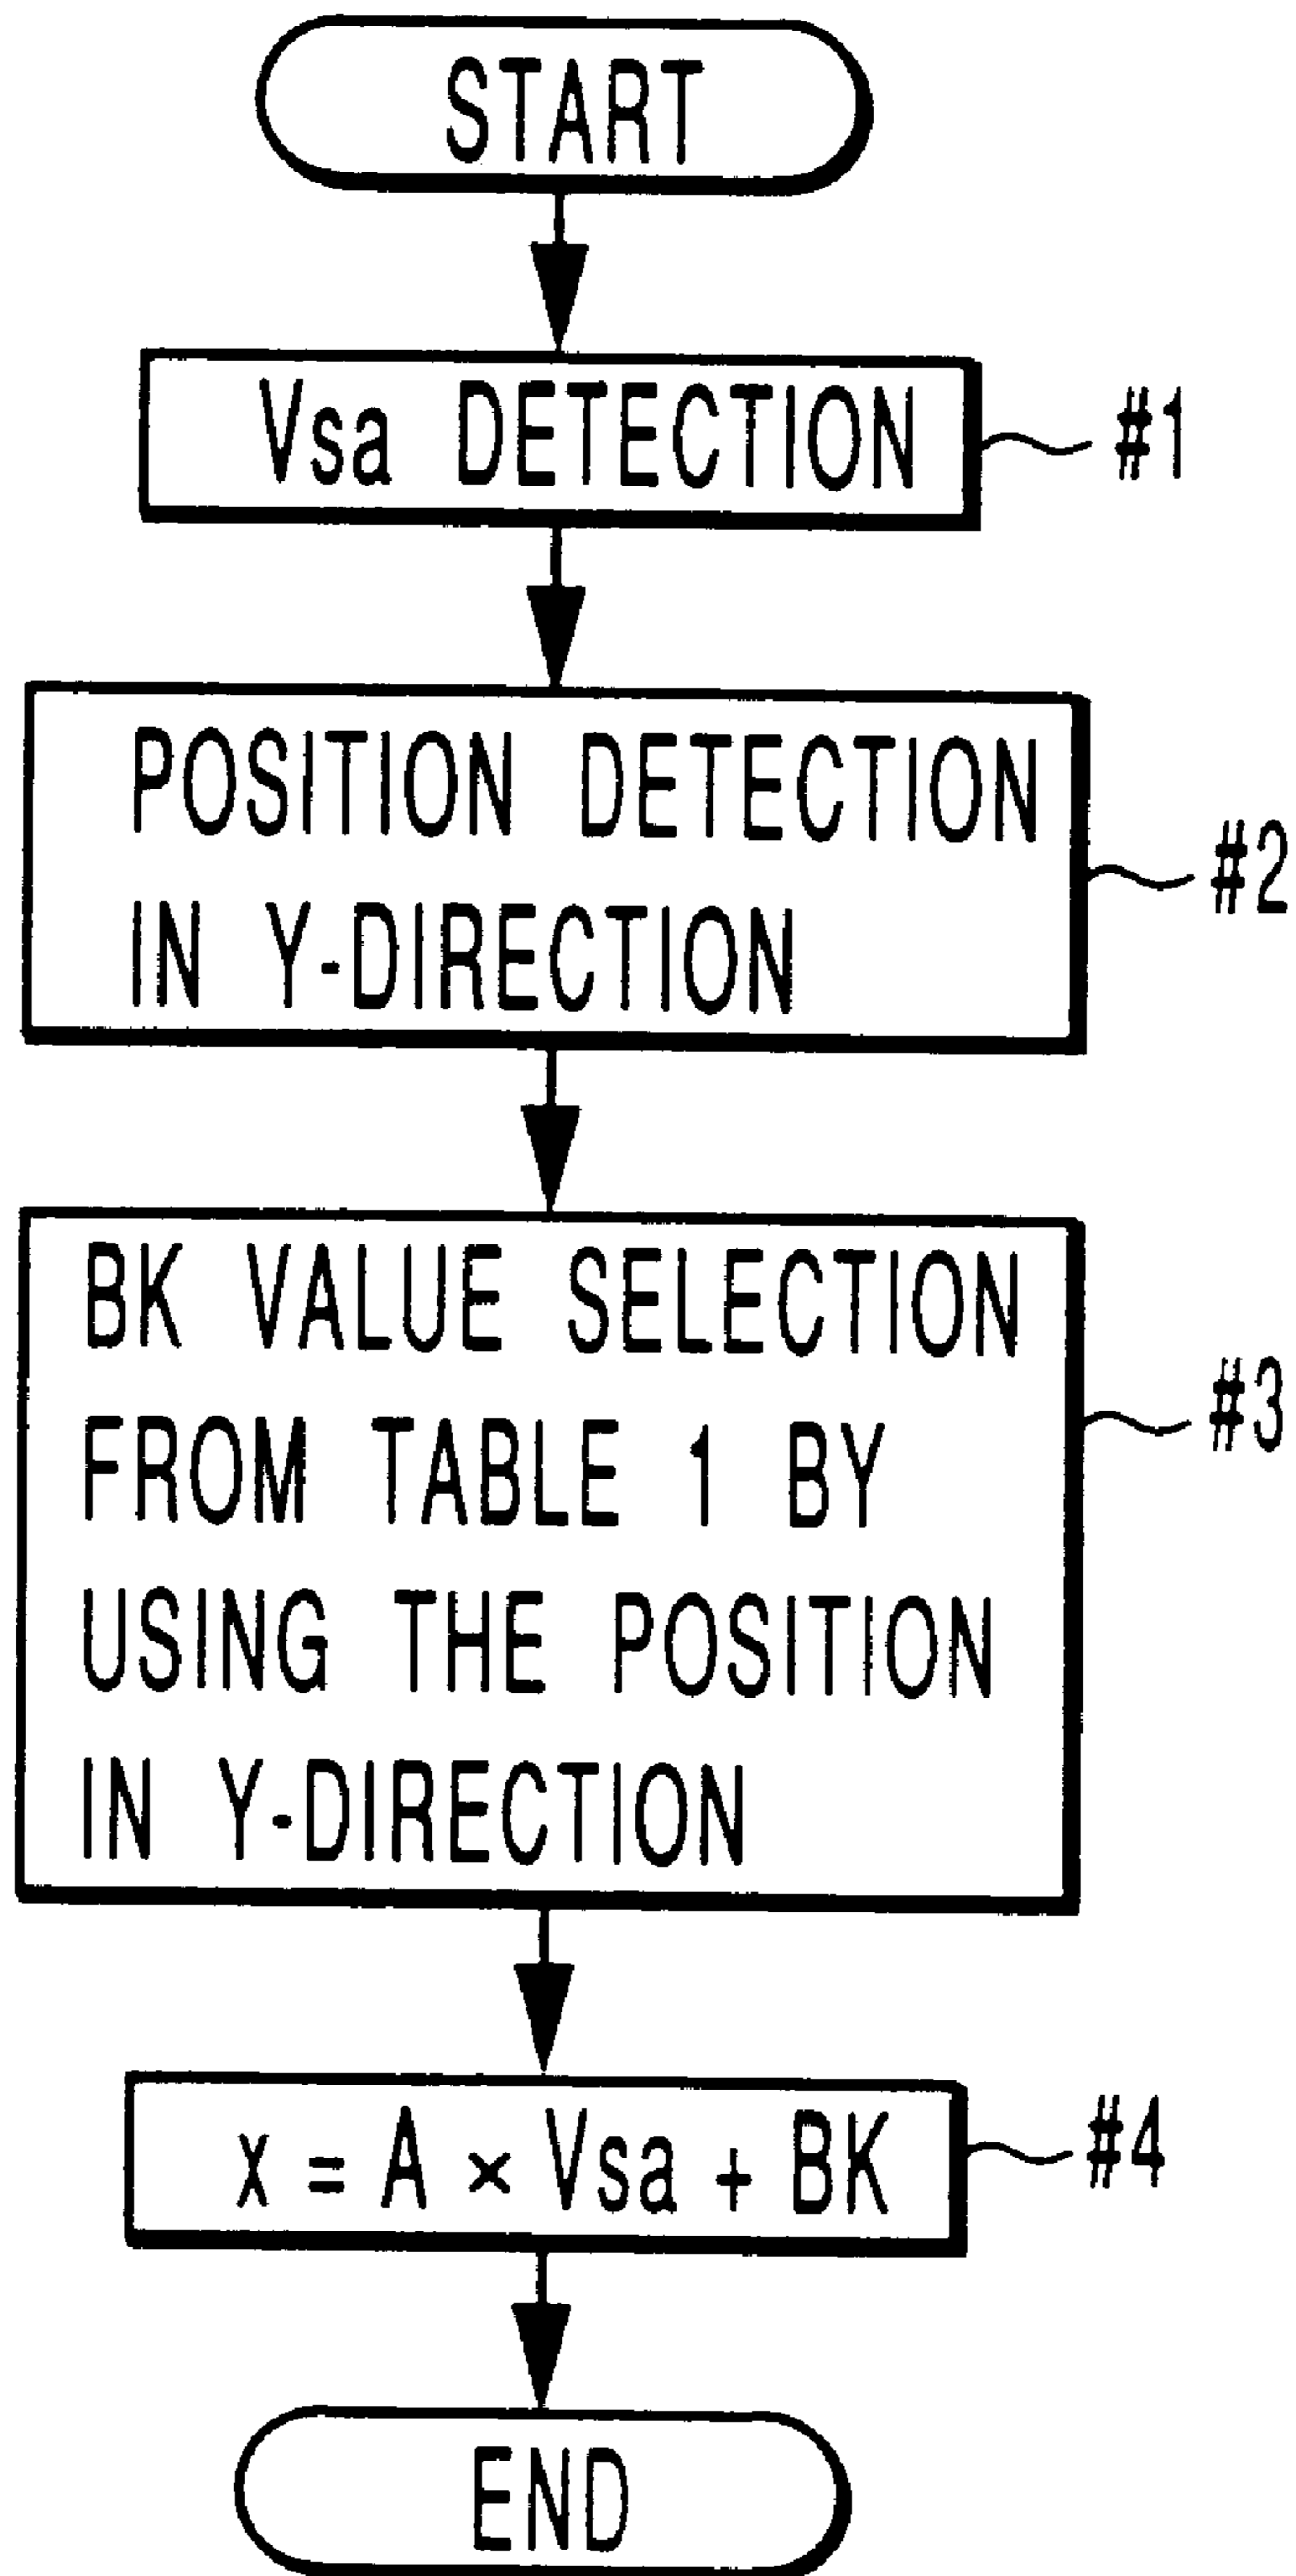 START
Vsa DETECTION
#1
POSITION DETECTION
IN Y-DIRECTION
#2
BK VALUE SELECTION
FROM TABLE 1 BY
USING THE POSITION
IN Y-DIRECTION
#3
x = A × Vsa + BK
#4
END